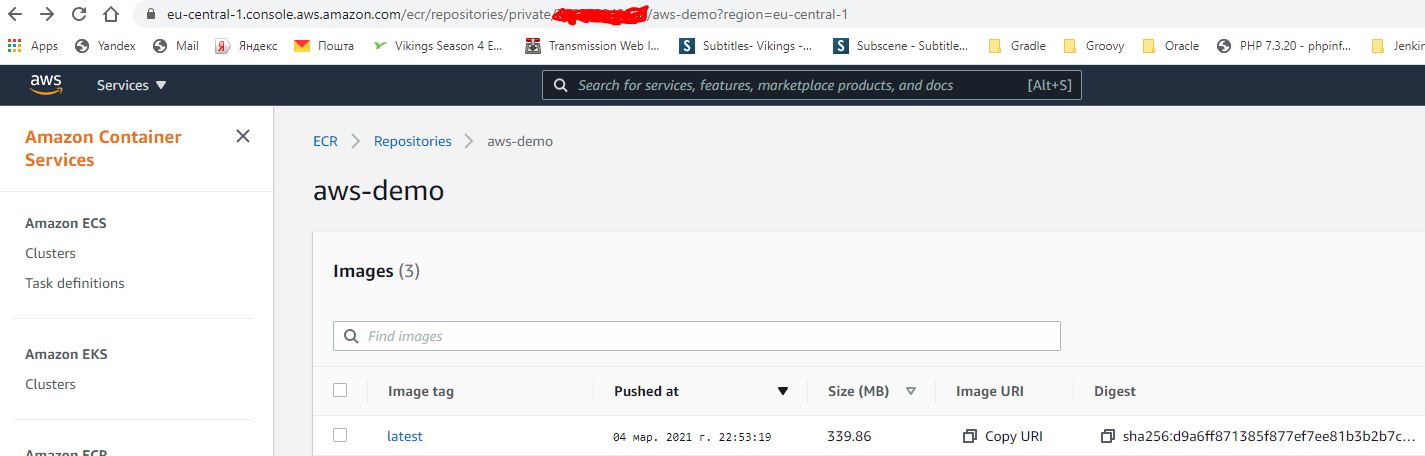 eu-central-1.console.aws.amazon.com/ecr/repositories/private/ /aws-demo?region=eu-central-1
Apps Yandex Mail Яндекс Пошта Vikings Season 4 E... Transmission Web I... Subtitles- Vikings -... Subscene - Subtitle... Gradle Groovy Oracle PHP 7.3.20 - phpinf... Jenkin
aws Services Search for services, features, marketplace products, and docs [Alt+S]
Amazon Container Services
ECR Repositories aws-demo
aws-demo
Amazon ECS
Clusters
Task definitions
Images (3)
Find images
Amazon EKS
Clusters
Image tag Pushed at Size (MB) Image URI Digest
latest 04 мар. 2021 г. 22:53:19 339.86 Copy URI sha256:d9a6ff871385f877ef7ee81b3b2b7c...
Amazon ECR